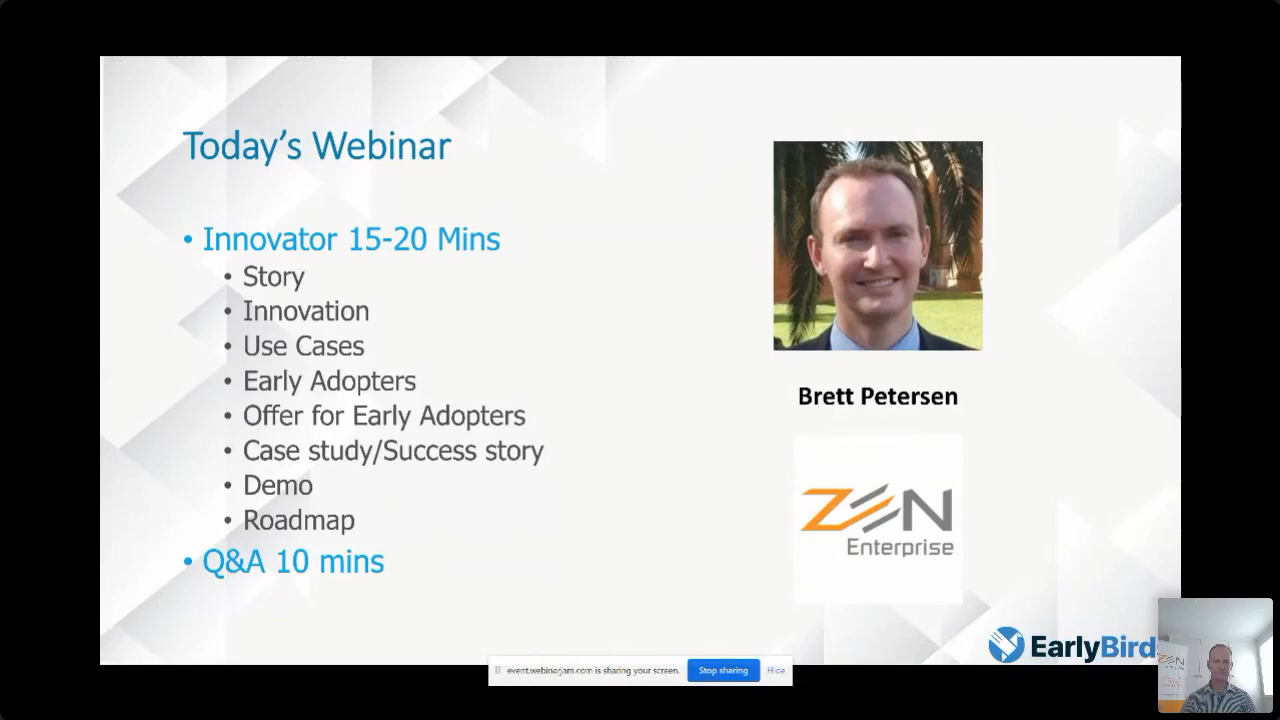 Today's Webinar
• Innovator 15-20 Mins
• Story
• Innovation
• Use Cases
• Early Adopters
• Offer for Early Adopters
• Case study/Success story
• Demo
• Roadmap
• Q&A 10 mins
Brett Petersen
ZEN
Enterprise
EarlyBird
event.webinarjam.com is sharing your screen.
Stop sharing
Hide
ZEN